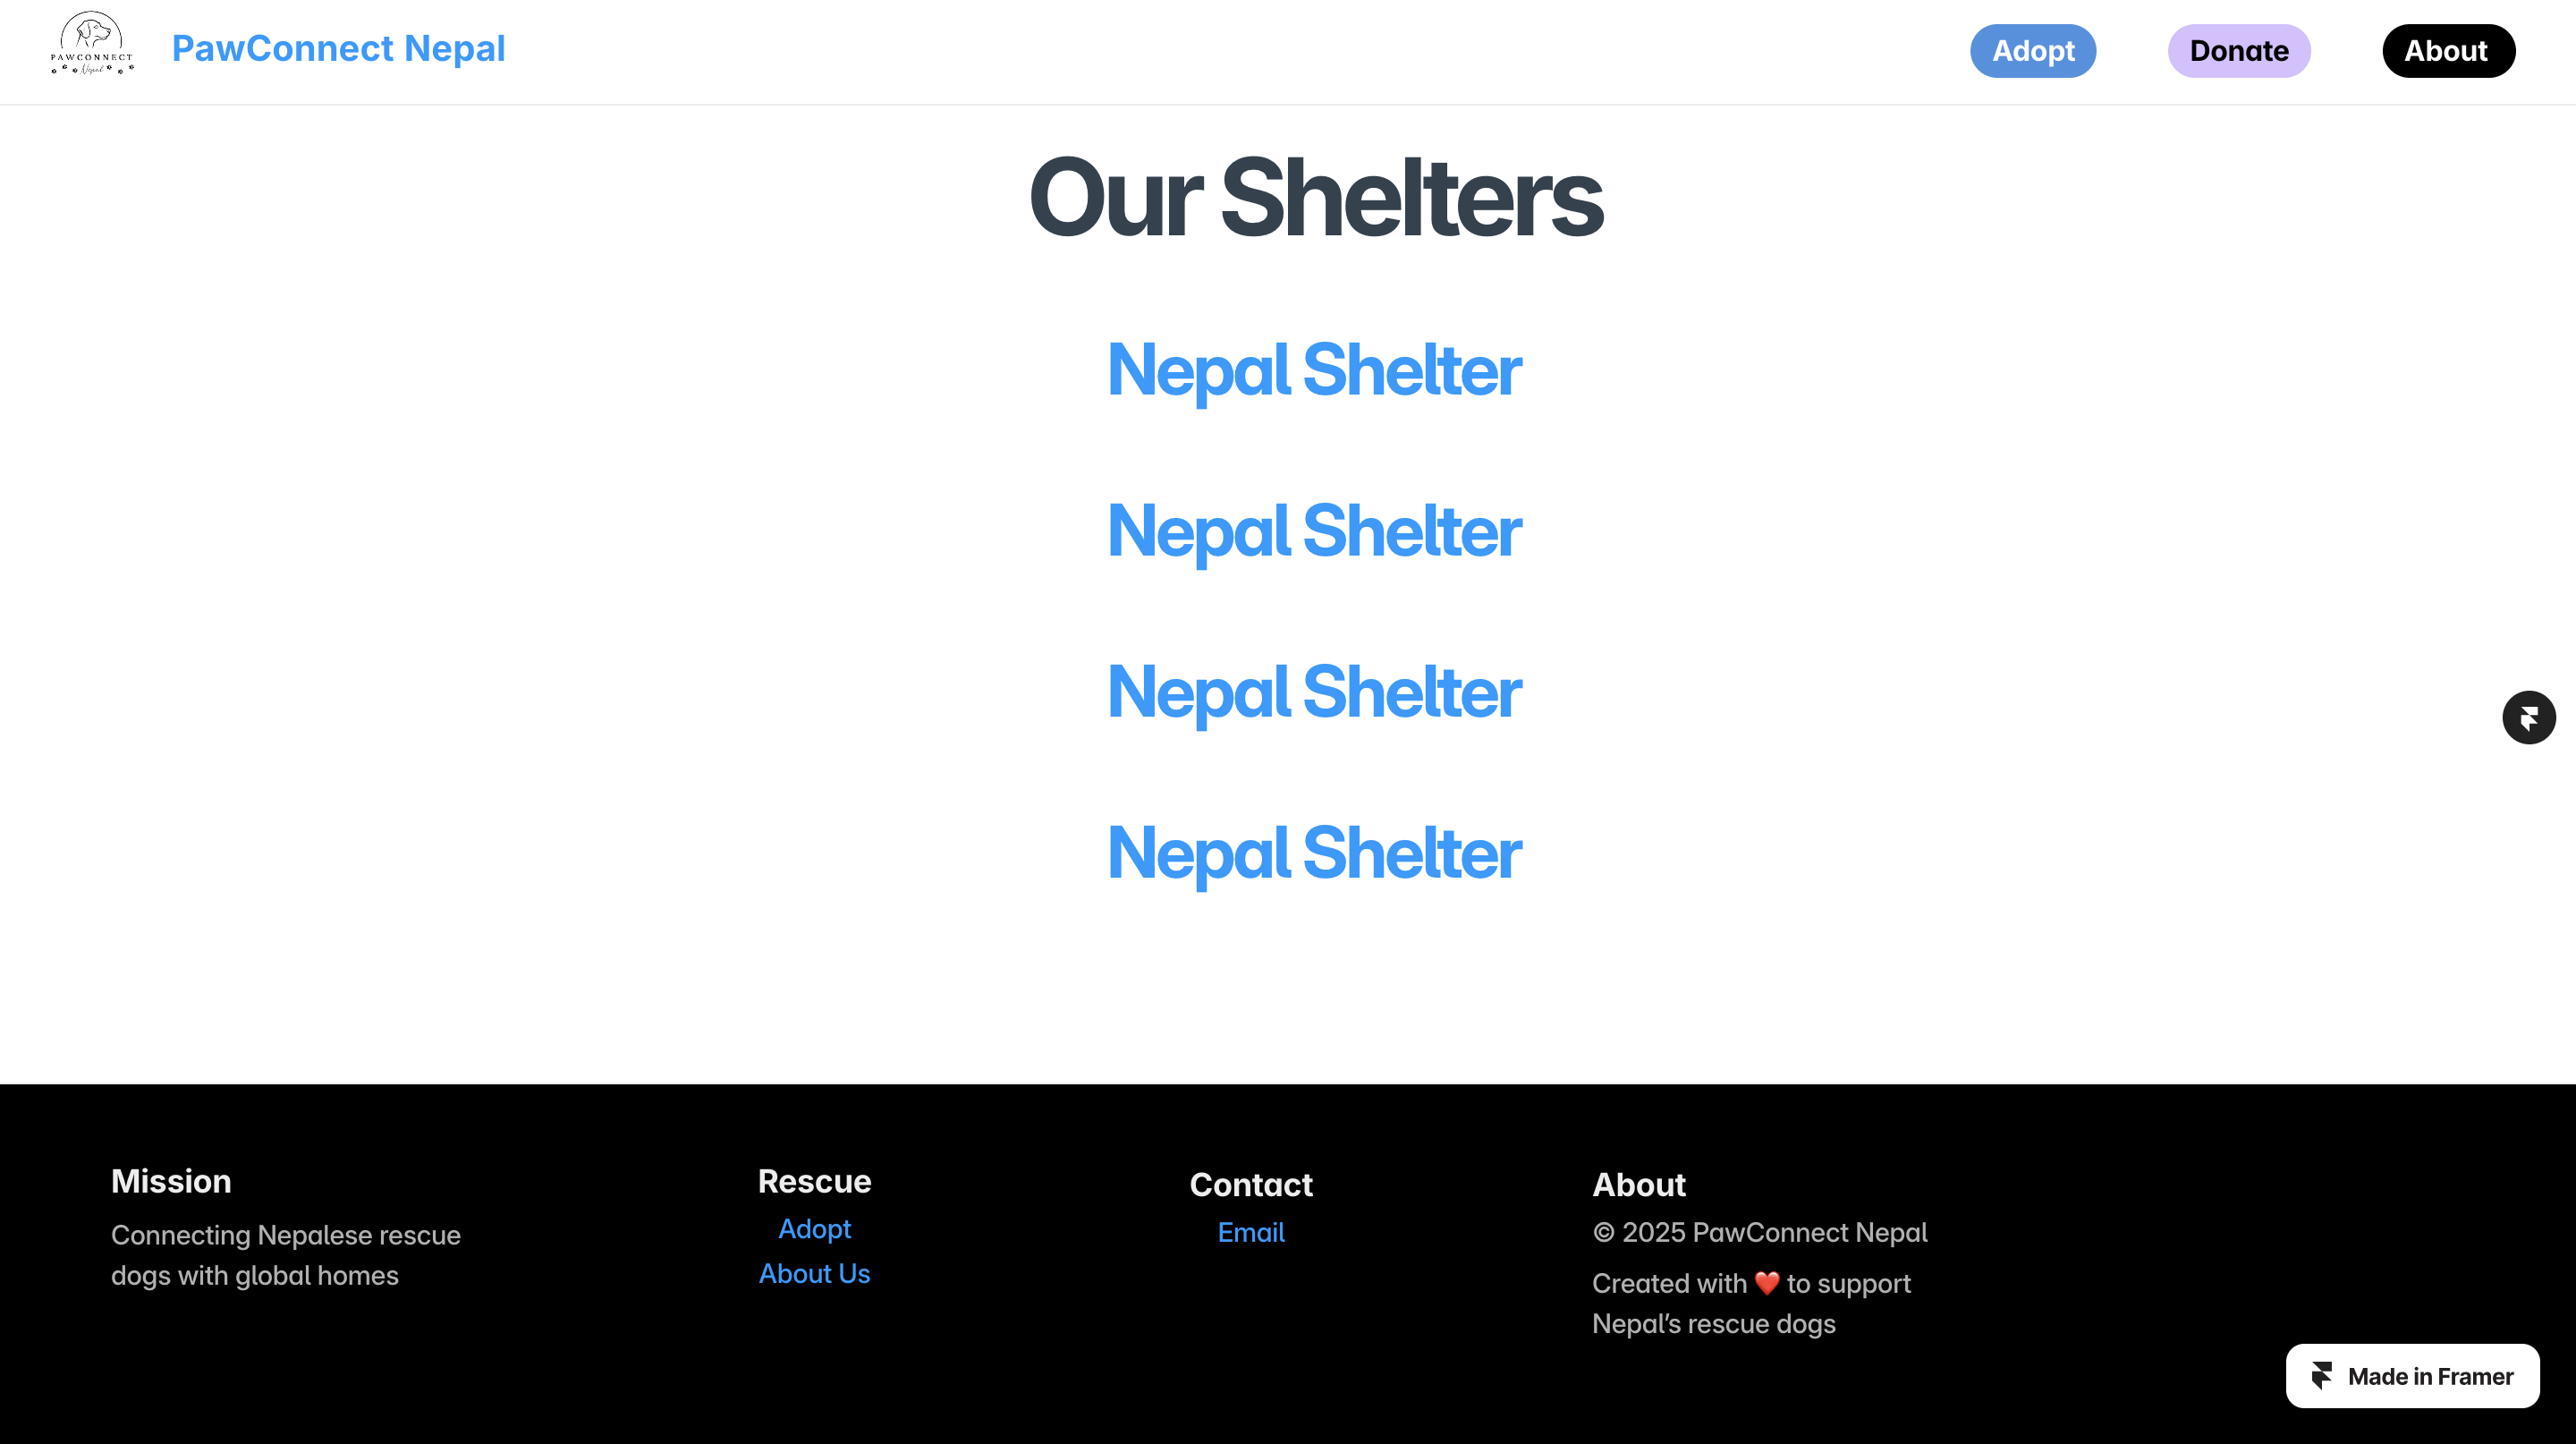 PAWCONNECT
Nepal
PawConnect Nepal
Adopt
Donate
About
Our Shelters
Nepal Shelter
Nepal Shelter
Nepal Shelter
Nepal Shelter
Mission
Connecting Nepalese rescue
dogs with global homes
Rescue
Adopt
About Us
Contact
Email
About
© 2025 PawConnect Nepal
Created with ❤️ to support
Nepal’s rescue dogs
Made in Framer